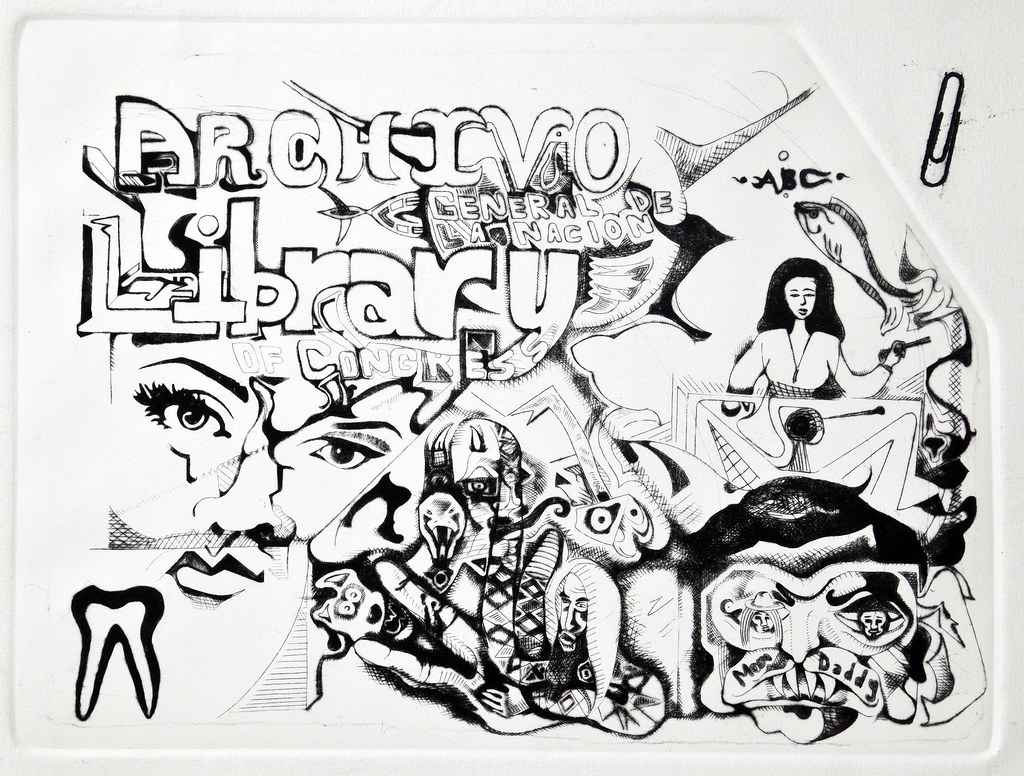 ARCHIVO
GENERAL DE
LA NACION
Library
OF CONGRESS
ABC
Mom
Daddy